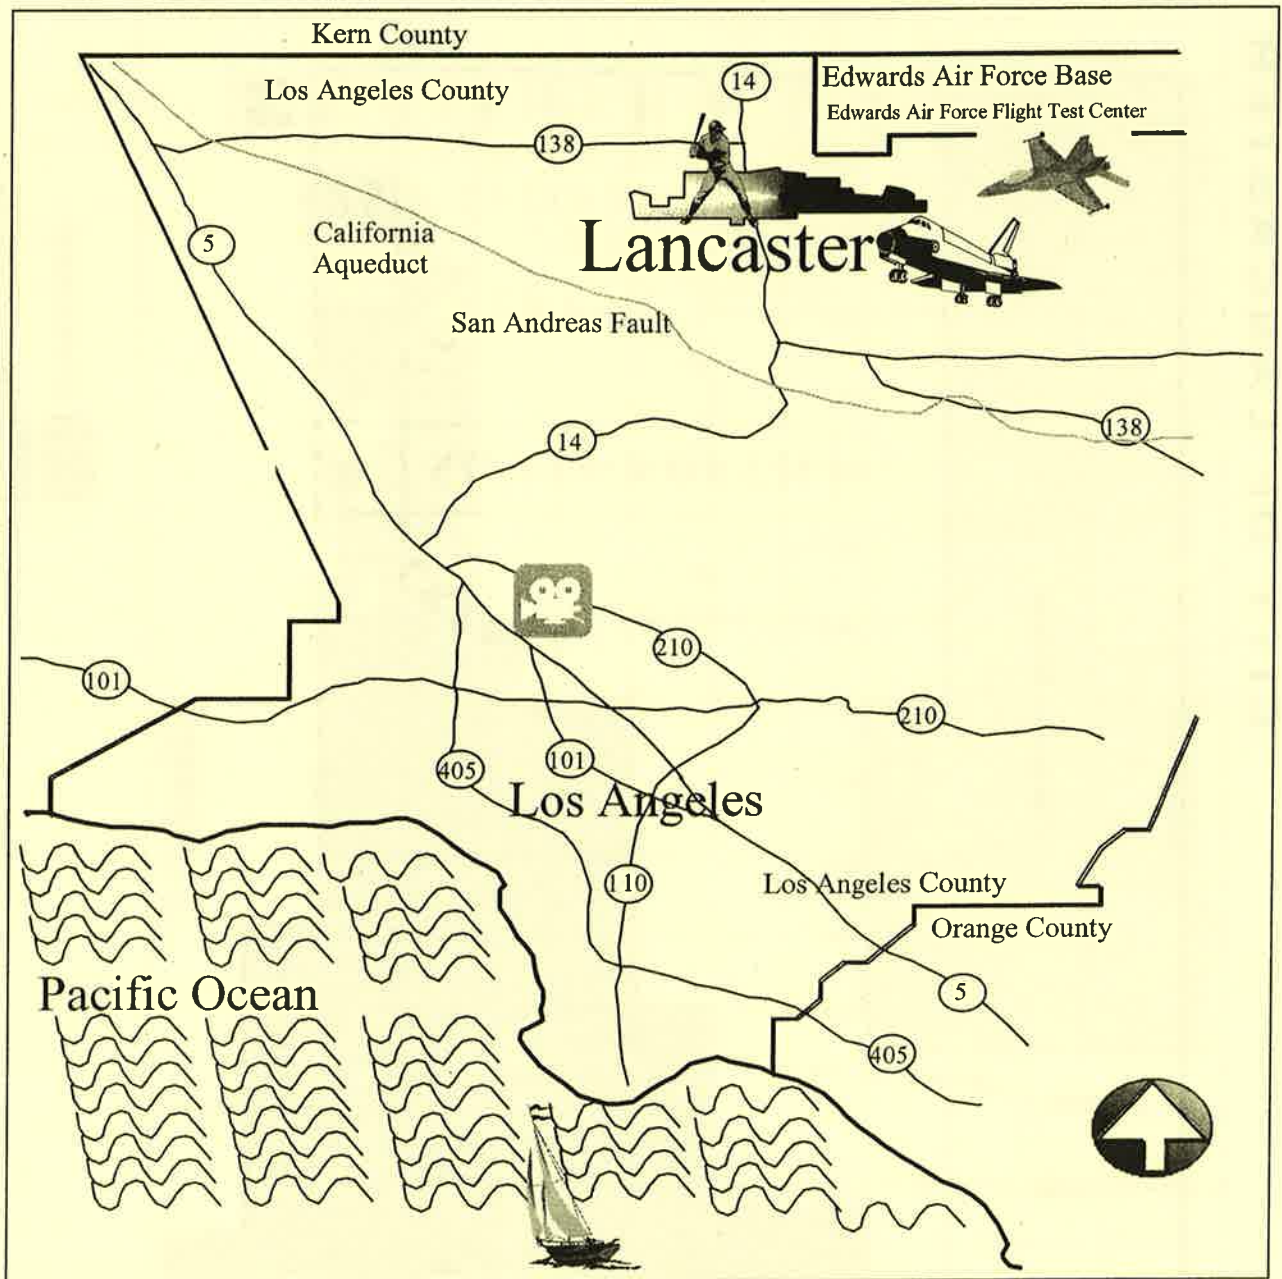 Kern County
Los Angeles County
14
Edwards Air Force Base
Edwards Air Force Flight Test Center
138
5
California
Aqueduct
Lancaster
San Andreas Fault
14
138
210
101
210
405
101
Los Angeles
110
Los Angeles County
Orange County
Pacific Ocean
5
405